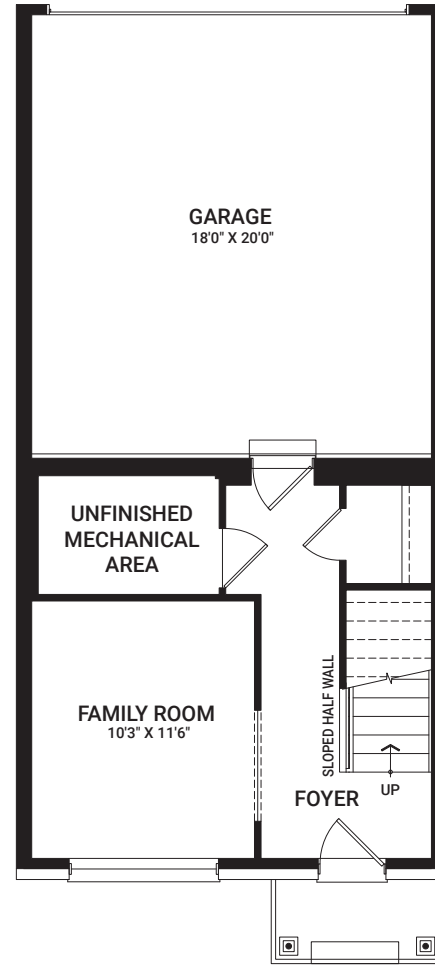 GARAGE
18'0" X 20'0"
UNFINISHED
MECHANICAL
AREA
FAMILY ROOM
10'3" X 11'6"
SLOPED HALF WALL
FOYER
UP